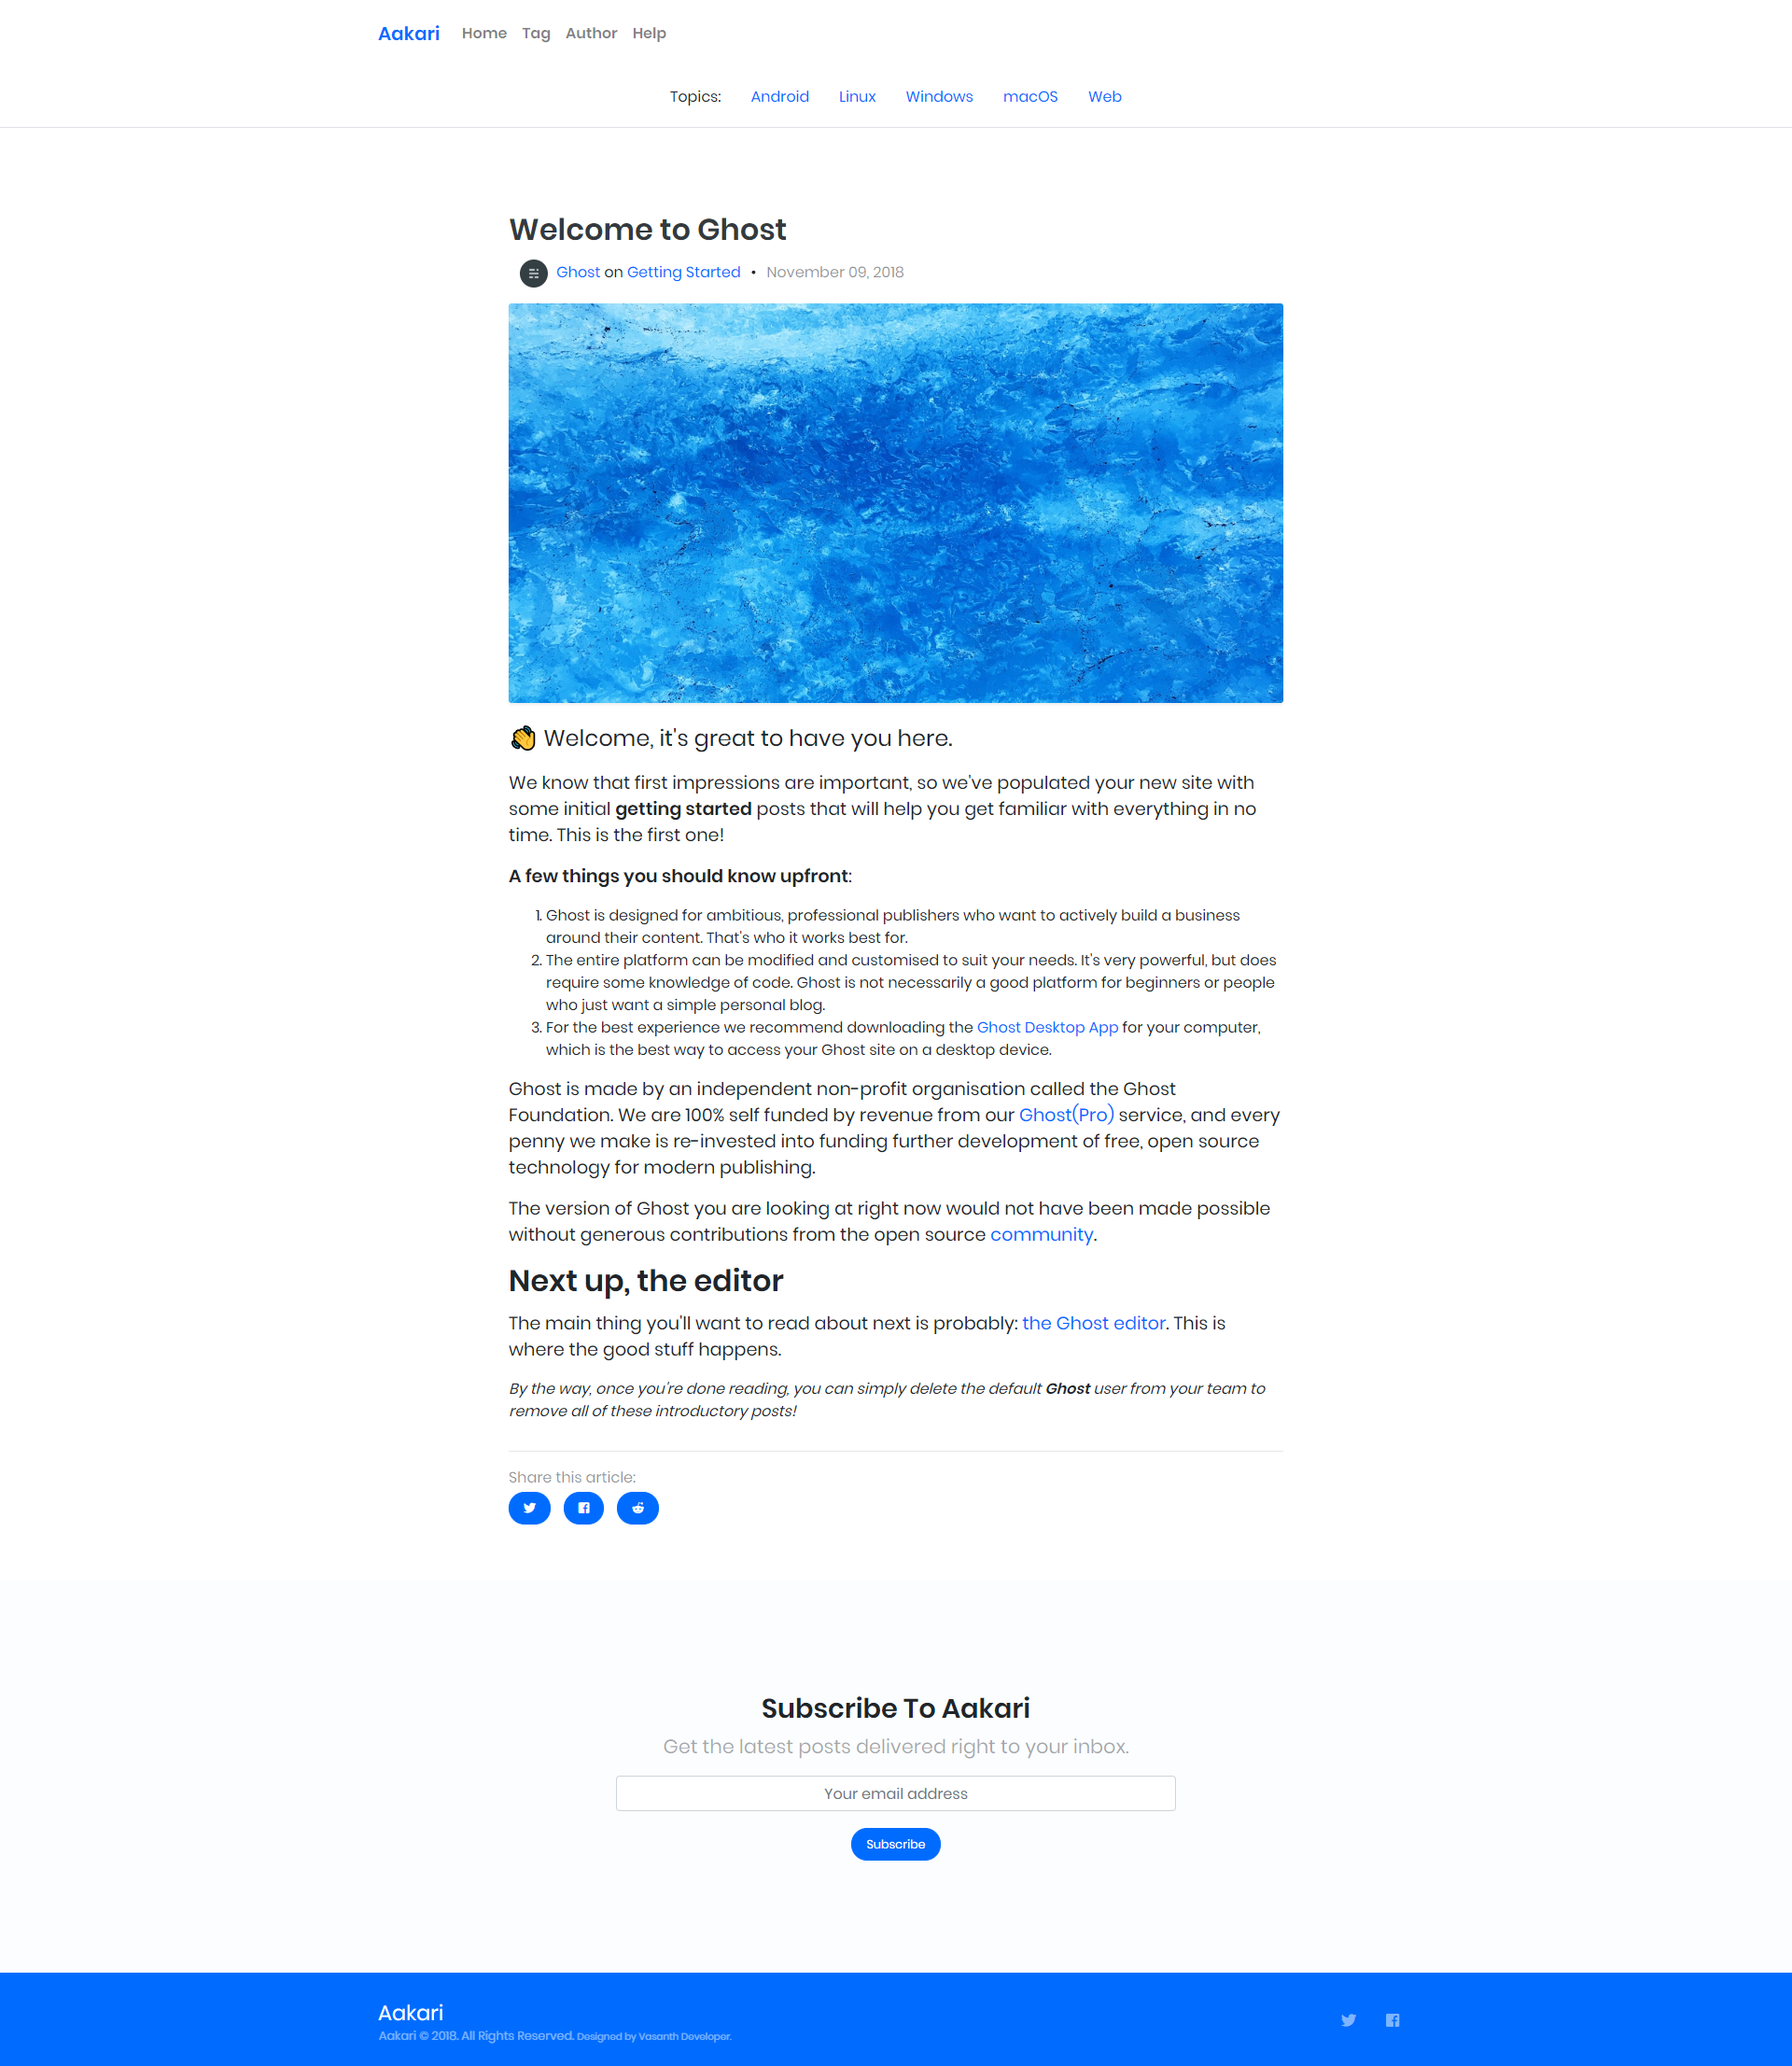 Aakari Home Tag Author Help
Topics: Android Linux Windows macOS Web
Welcome to Ghost
Ghost on Getting Started • November 09, 2018
👋 Welcome, it's great to have you here.
We know that first impressions are important, so we've populated your new site with
some initial getting started posts that will help you get familiar with everything in no
time. This is the first one!
A few things you should know upfront:
1. Ghost is designed for ambitious, professional publishers who want to actively build a business
around their content. That's who it works best for.
2. The entire platform can be modified and customised to suit your needs. It's very powerful, but does
require some knowledge of code. Ghost is not necessarily a good platform for beginners or people
who just want a simple personal blog.
3. For the best experience we recommend downloading the Ghost Desktop App for your computer,
which is the best way to access your Ghost site on a desktop device.
Ghost is made by an independent non-profit organisation called the Ghost
Foundation. We are 100% self funded by revenue from our Ghost(Pro) service, and every
penny we make is re-invested into funding further development of free, open source
technology for modern publishing.
The version of Ghost you are looking at right now would not have been made possible
without generous contributions from the open source community.
Next up, the editor
The main thing you'll want to read about next is probably: the Ghost editor. This is
where the good stuff happens.
By the way, once you're done reading, you can simply delete the default Ghost user from your team to
remove all of these introductory posts!
Share this article:
Subscribe To Aakari
Get the latest posts delivered right to your inbox.
Your email address
Subscribe
Aakari
Aakari © 2018. All Rights Reserved. Designed by Vasanth Developer.